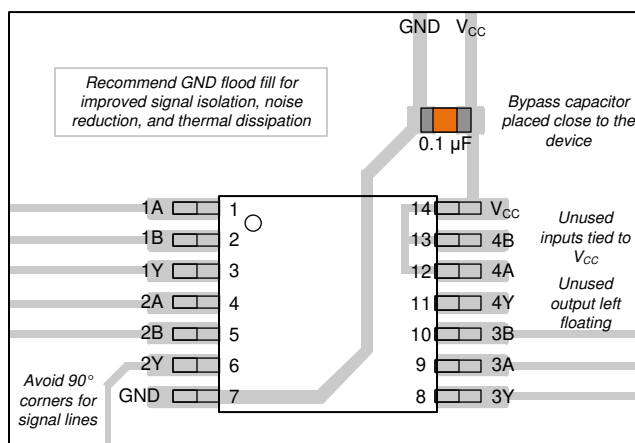 GND VCC
Recommend GND flood fill for
improved signal isolation, noise
reduction, and thermal dissipation
Bypass capacitor
placed close to the
device
0.1 µF
1A 1 14 VCC
1B 2 13 4B
1Y 3 12 4A
2A 4 11 4Y
2B 5 10 3B
2Y 6 9 3A
GND 7 8 3Y
Unused
inputs tied to
VCC
Unused
output left
floating
Avoid 90°
corners for
signal lines